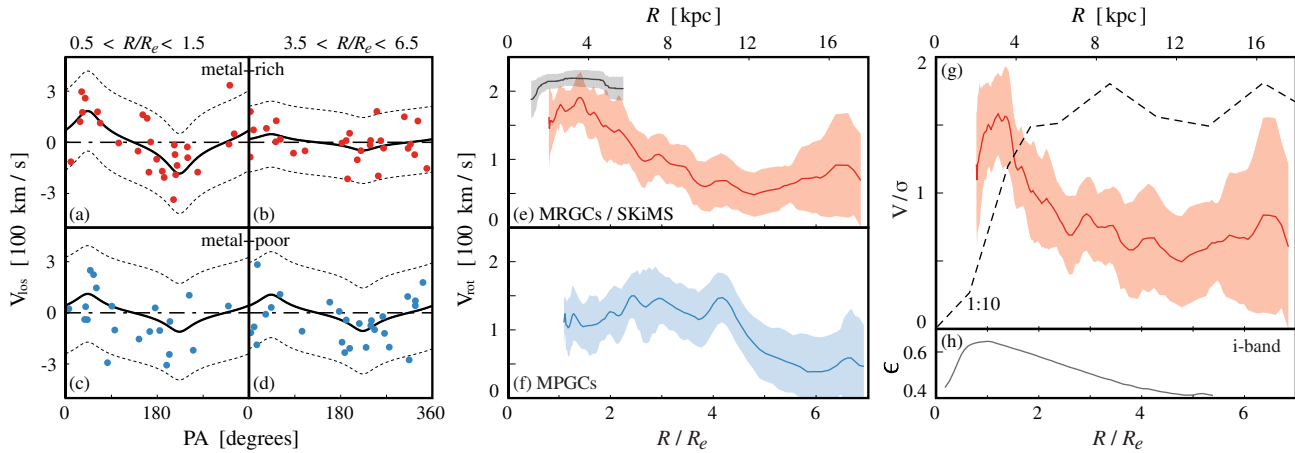 0.5 < R/Re < 1.5
3.5 < R/Re < 6.5
metal-rich
metal-poor
(a)
(b)
(c)
(d)
3
0
-3
3
0
-3
Vlos [100 km / s]
0
180
0
180
360
PA [degrees]
R [kpc]
0
4
8
12
16
2
1
0
(e) MRGCs / SKiMS
2
1
0
(f) MPGCs
Vrot [100 km / s]
0
2
4
6
R / Re
R [kpc]
0
4
8
12
16
(g)
2
1
0
V/σ
1:10
(h)
i-band
0.6
0.4
ϵ
2
4
6
R / Re